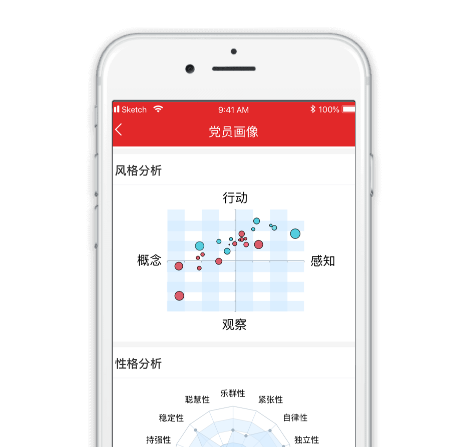 Sketch 9:41 AM 100%
党员画像
风格分析
行动
概念 感知
观察
性格分析
乐群性
聪慧性 紧张性
稳定性 自律性
持强性 独立性